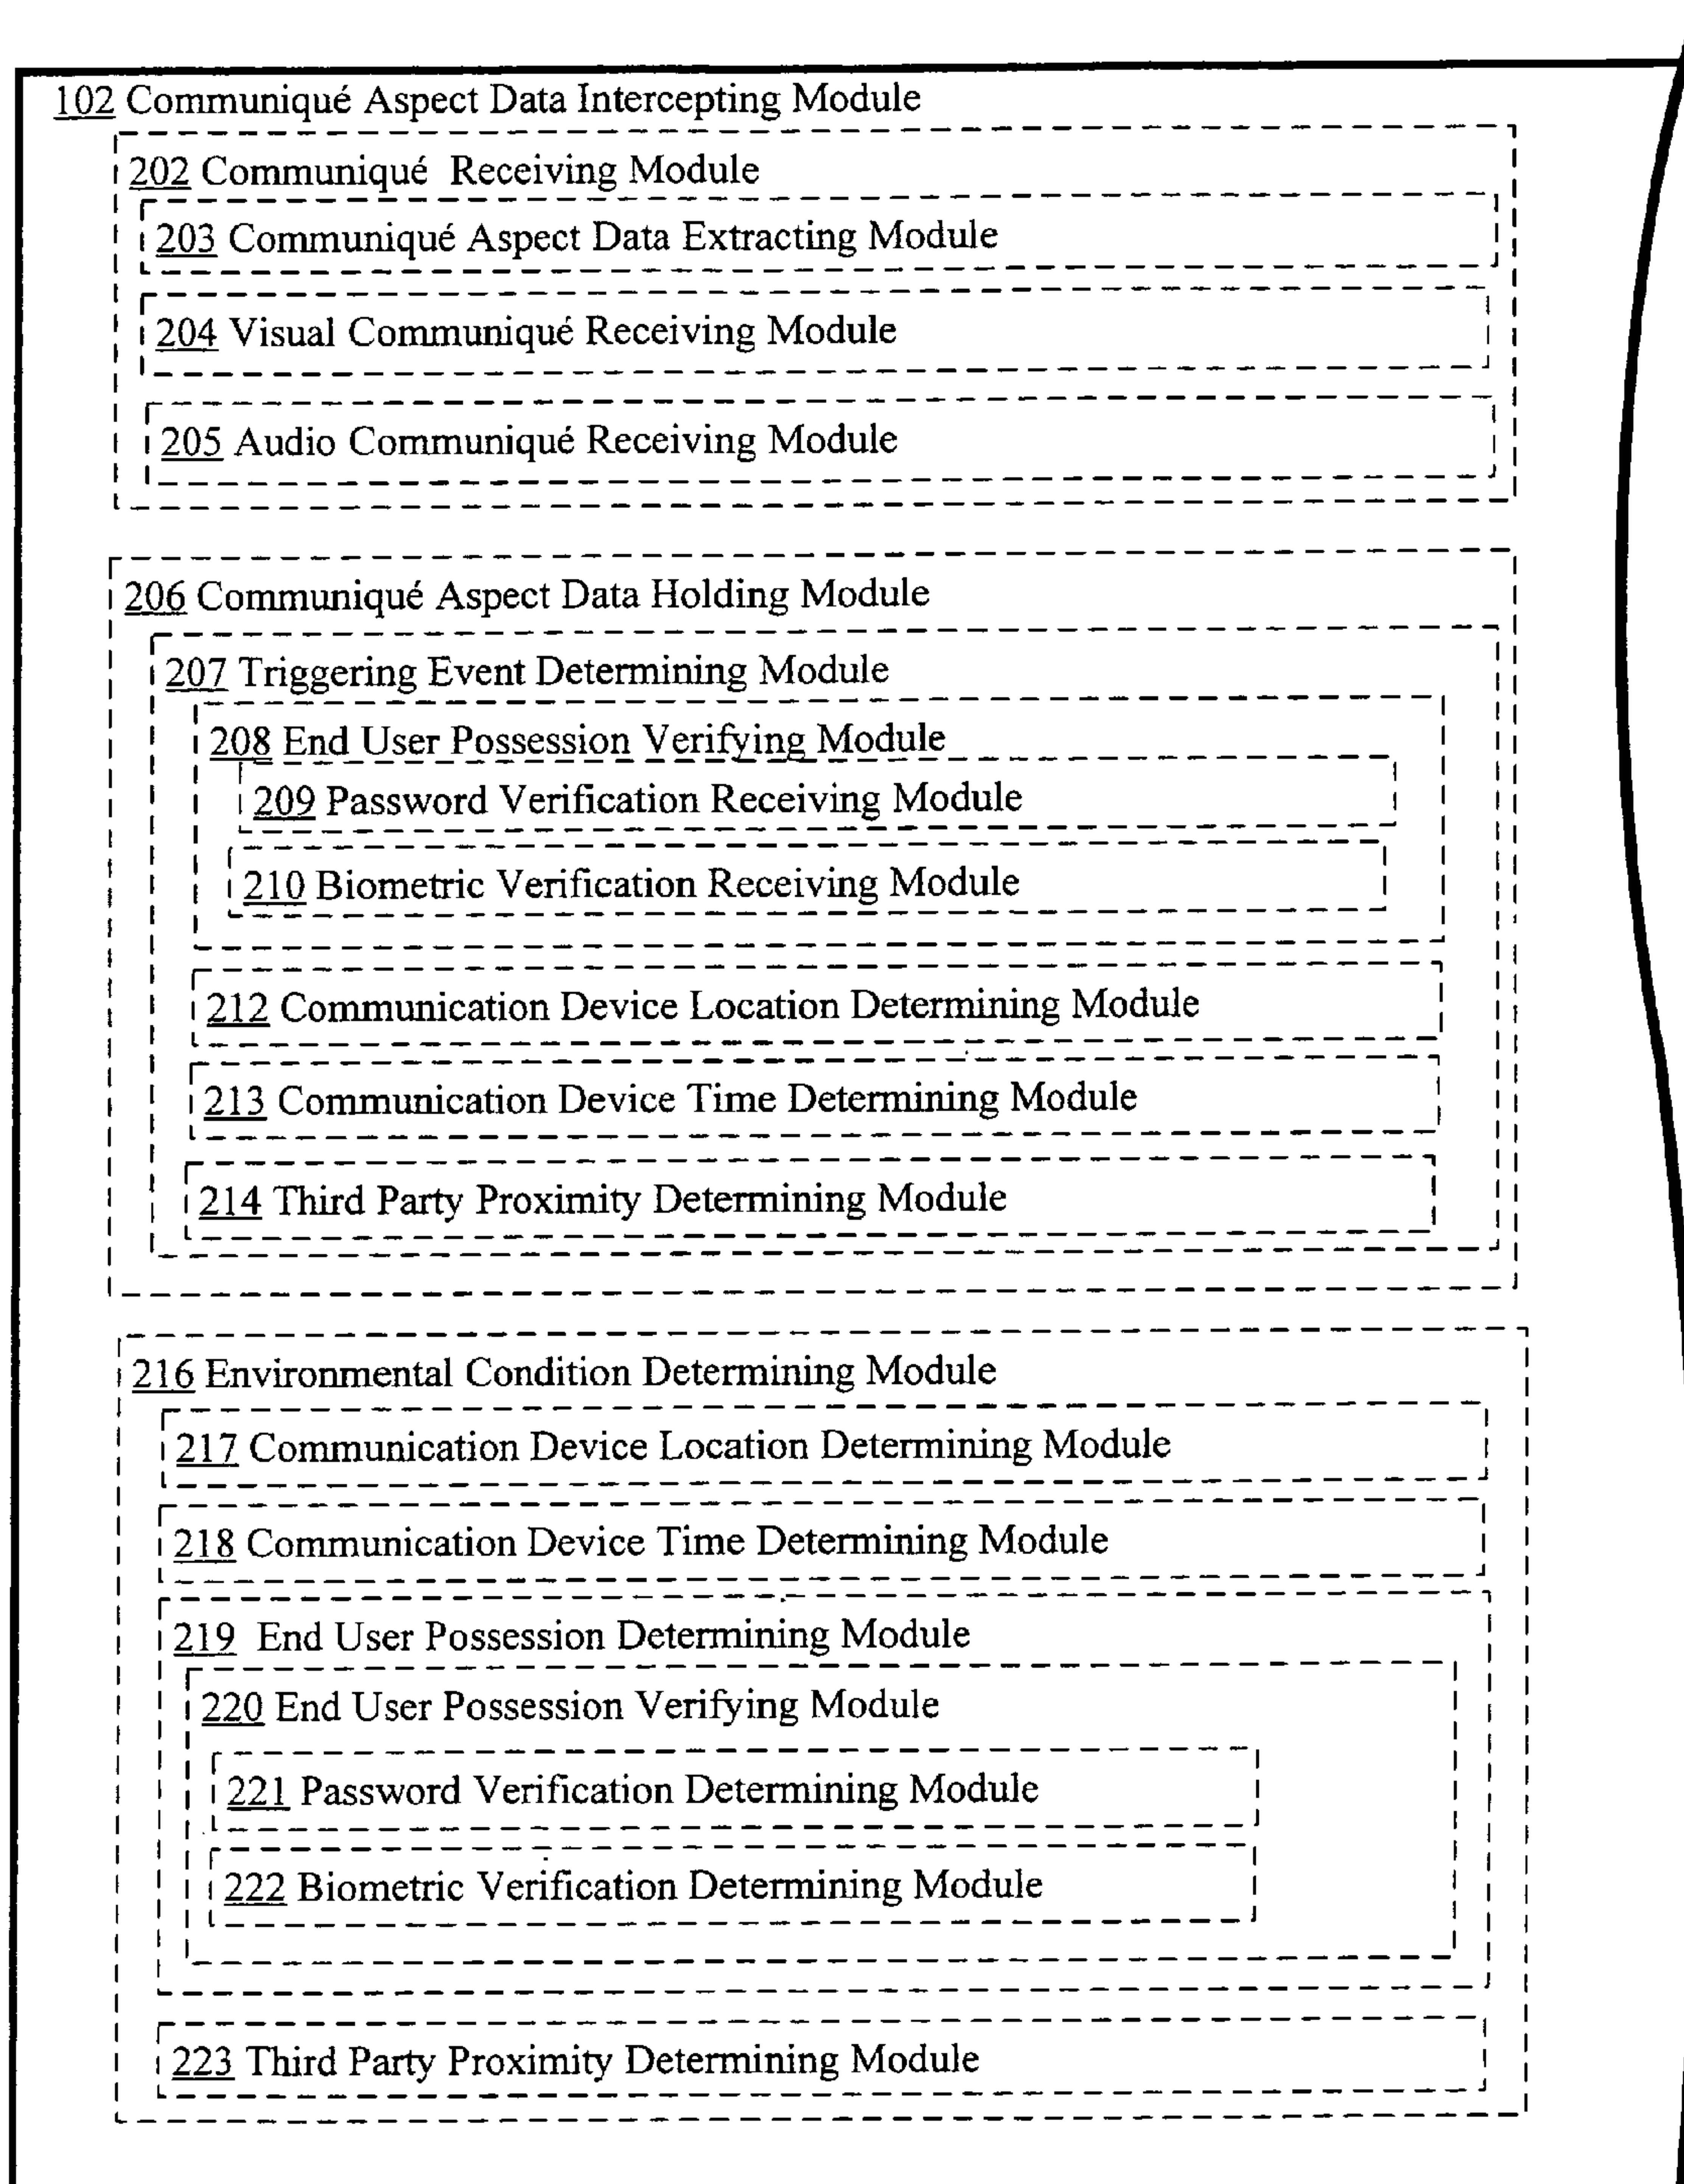 102 Communiqué Aspect Data Intercepting Module
202 Communiqué Receiving Module
203 Communiqué Aspect Data Extracting Module
204 Visual Communiqué Receiving Module
205 Audio Communiqué Receiving Module
206 Communiqué Aspect Data Holding Module
207 Triggering Event Determining Module
208 End User Possession Verifying Module
209 Password Verification Receiving Module
210 Biometric Verification Receiving Module
212 Communication Device Location Determining Module
213 Communication Device Time Determining Module
214 Third Party Proximity Determining Module
216 Environmental Condition Determining Module
217 Communication Device Location Determining Module
218 Communication Device Time Determining Module
219 End User Possession Determining Module
220 End User Possession Verifying Module
221 Password Verification Determining Module
222 Biometric Verification Determining Module
223 Third Party Proximity Determining Module